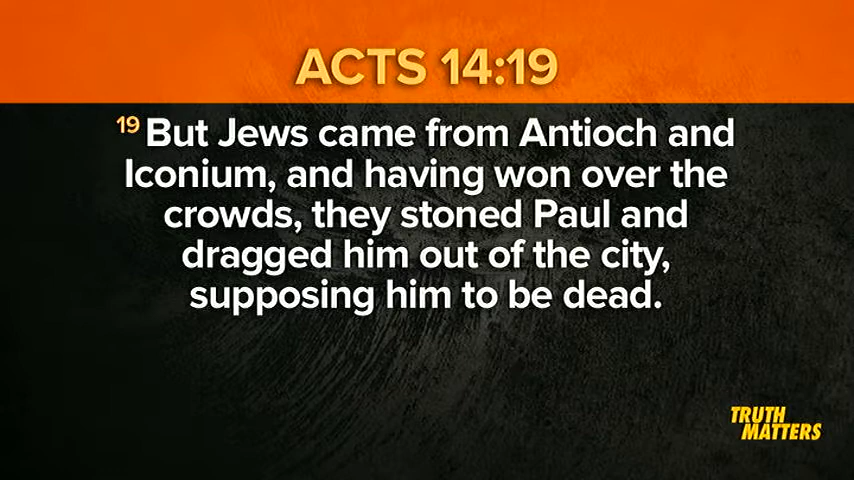 ACTS 14:19
19 But Jews came from Antioch and
Iconium, and having won over the
crowds, they stoned Paul and
dragged him out of the city,
supposing him to be dead.
TRUTH
MATTERS